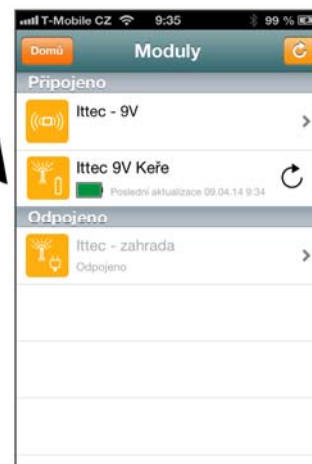 T-Mobile CZ 9:35 99 %
Domů Moduly
Připojeno
Ittec - 9V
Ittec 9V Keře
Poslední aktualizace 09.04.14 9:34
Odpojeno
Ittec - zahrada
Odpojeno